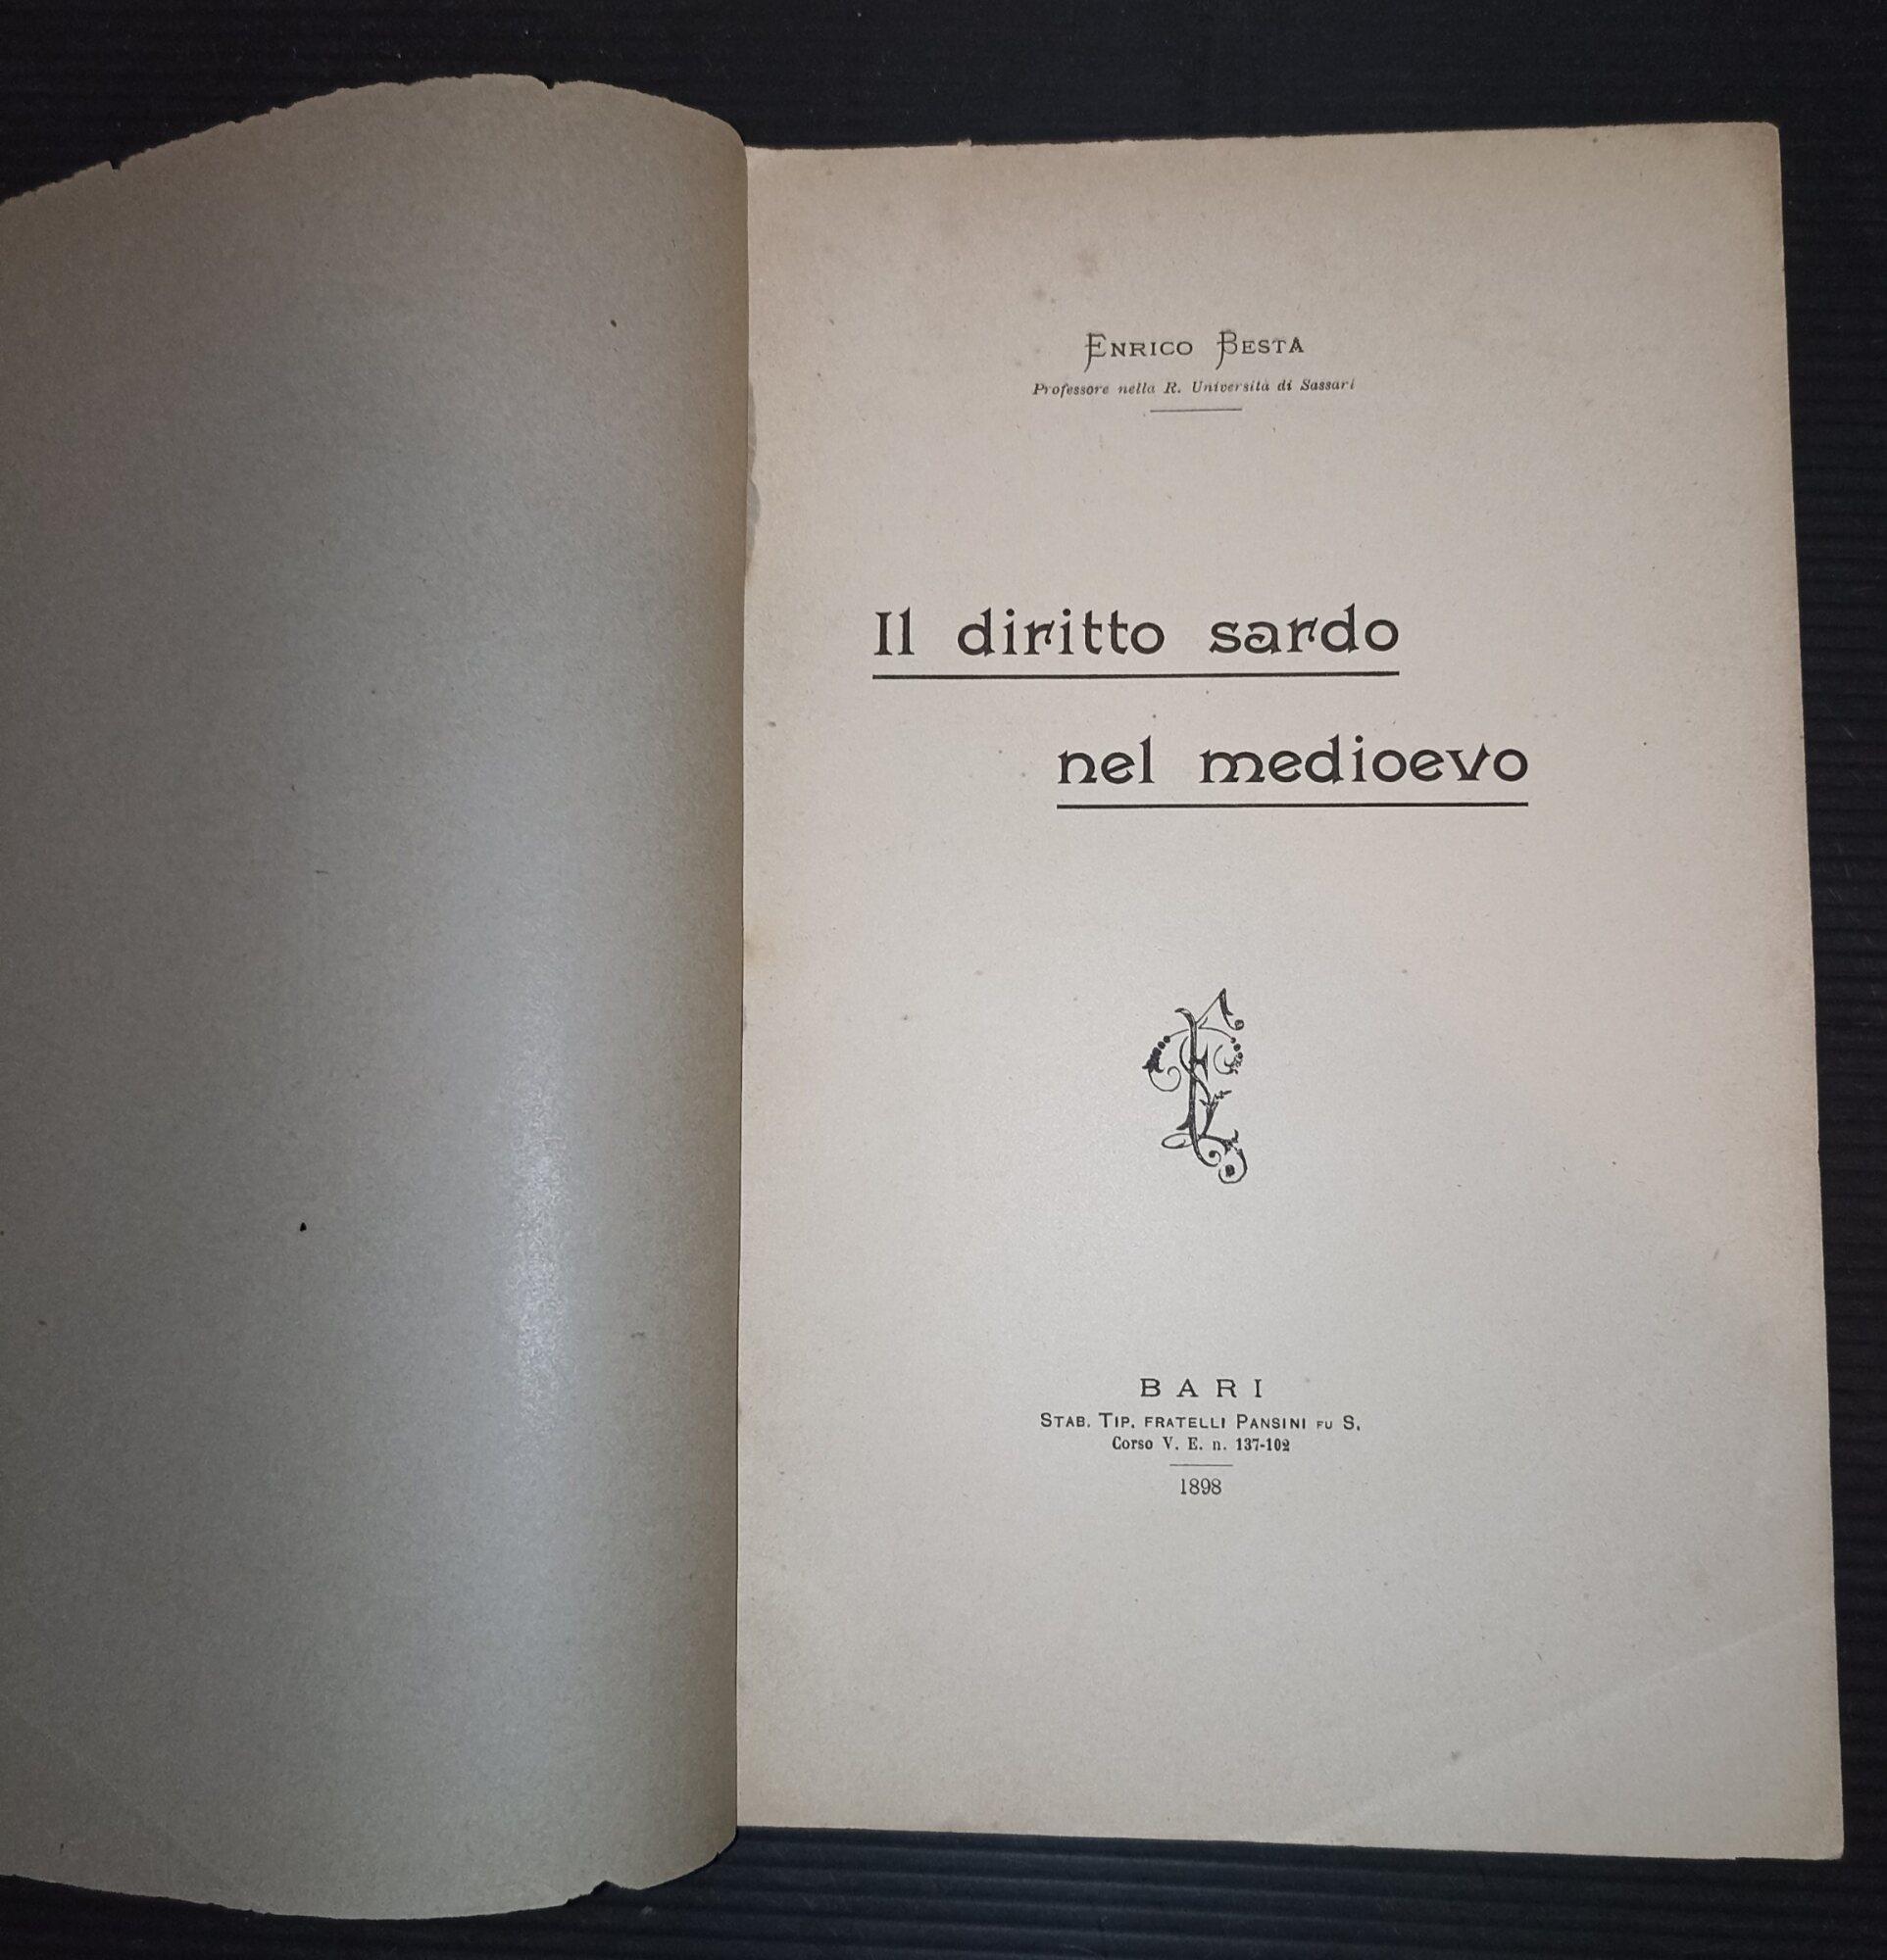 Enrico Besta
Professore nella R. Università di Sassari
Il diritto sardo
nel medioevo
BARI
Stab. Tip. fratelli Pansini fu S.
Corso V. E. n. 137-102
1898